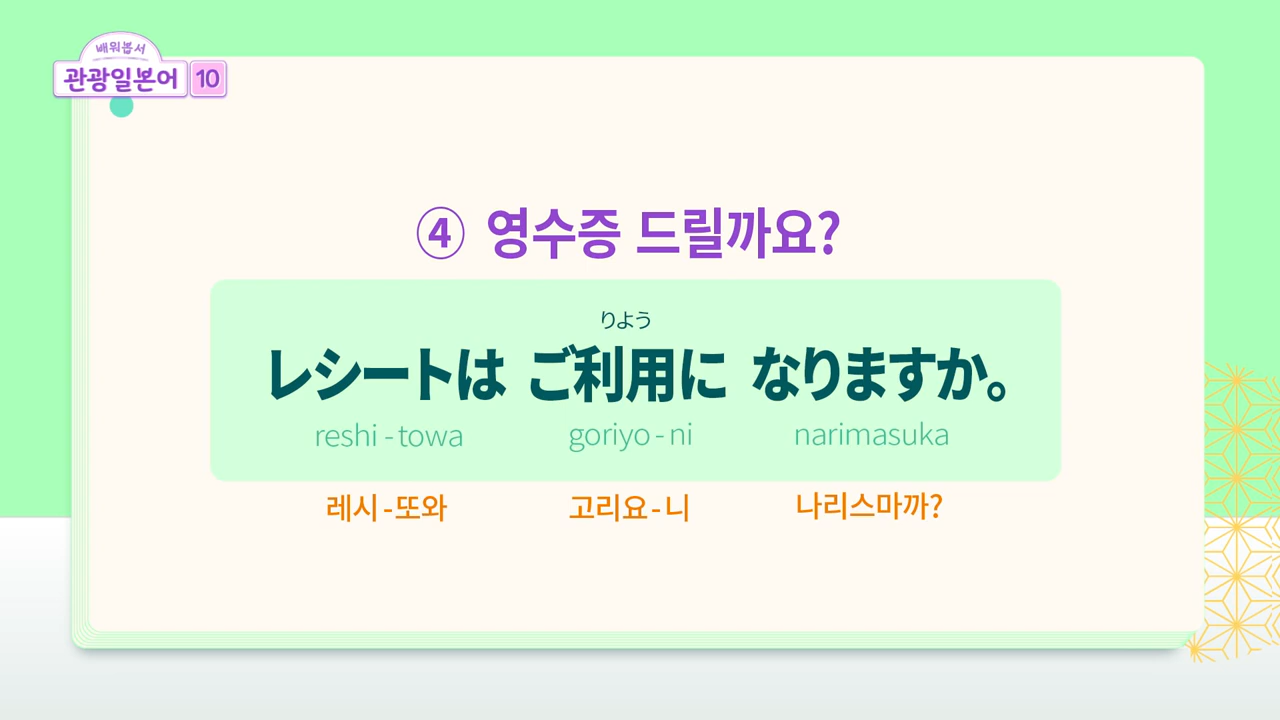 배워봅서
관광일본어 10
④ 영수증 드릴까요?
りよう
レシートは ご利用に なりますか。
reshi-towa goriyo-ni narimasuka
레시-또와 고리요-니 나리스마까?